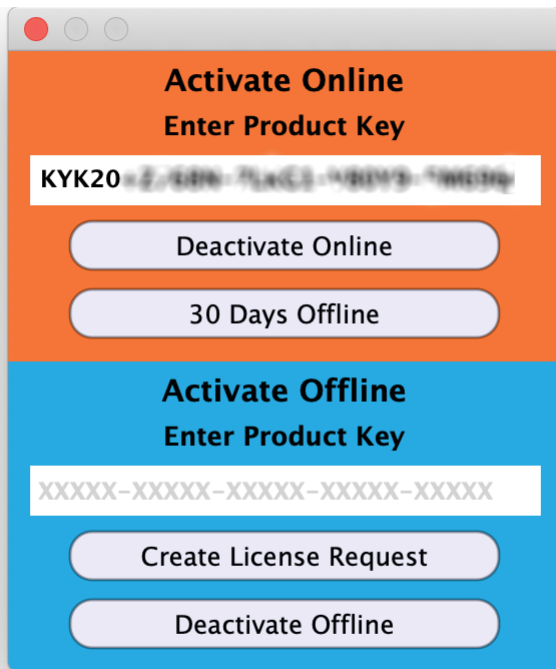 Activate Online
Enter Product Key
KYK20
Deactivate Online
30 Days Offline
Activate Offline
Enter Product Key
XXXXX-XXXXX-XXXXX-XXXXX-XXXXX
Create License Request
Deactivate Offline